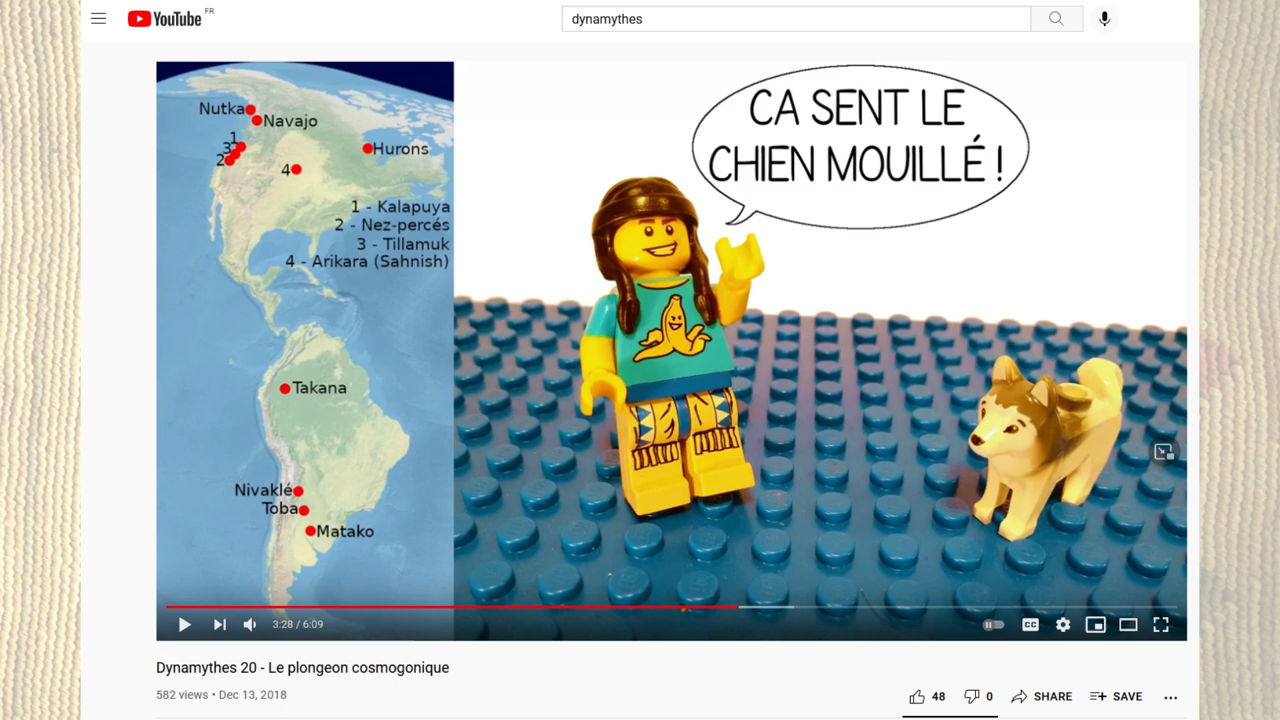 YouTube FR
dynamythes
Nutka
Navajo
1
3
2
Hurons
4
1 - Kalapuya
2 - Nez-percés
3 - Tillamuk
4 - Arikara (Sahnish)
Takana
Nivaklé
Toba
Matako
CA SENT LE
CHIEN MOUILLÉ !
3:28 / 6:09
CC
Dynamythes 20 - Le plongeon cosmogonique
582 views • Dec 13, 2018
48
0
SHARE
SAVE